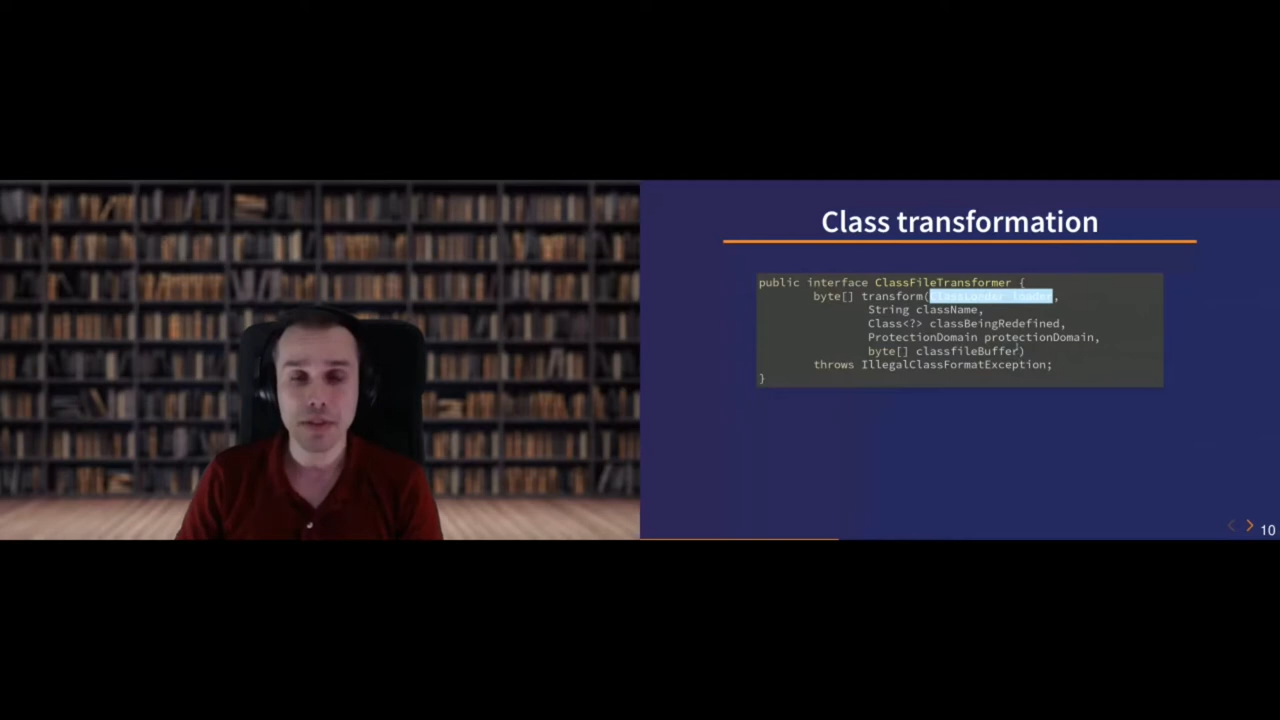 Class transformation
public interface ClassFileTransformer {
byte[] transform(ClassLoader loader,
String className,
Class<?> classBeingRedefined,
ProtectionDomain protectionDomain,
byte[] classfileBuffer)
throws IllegalClassFormatException;
}
10